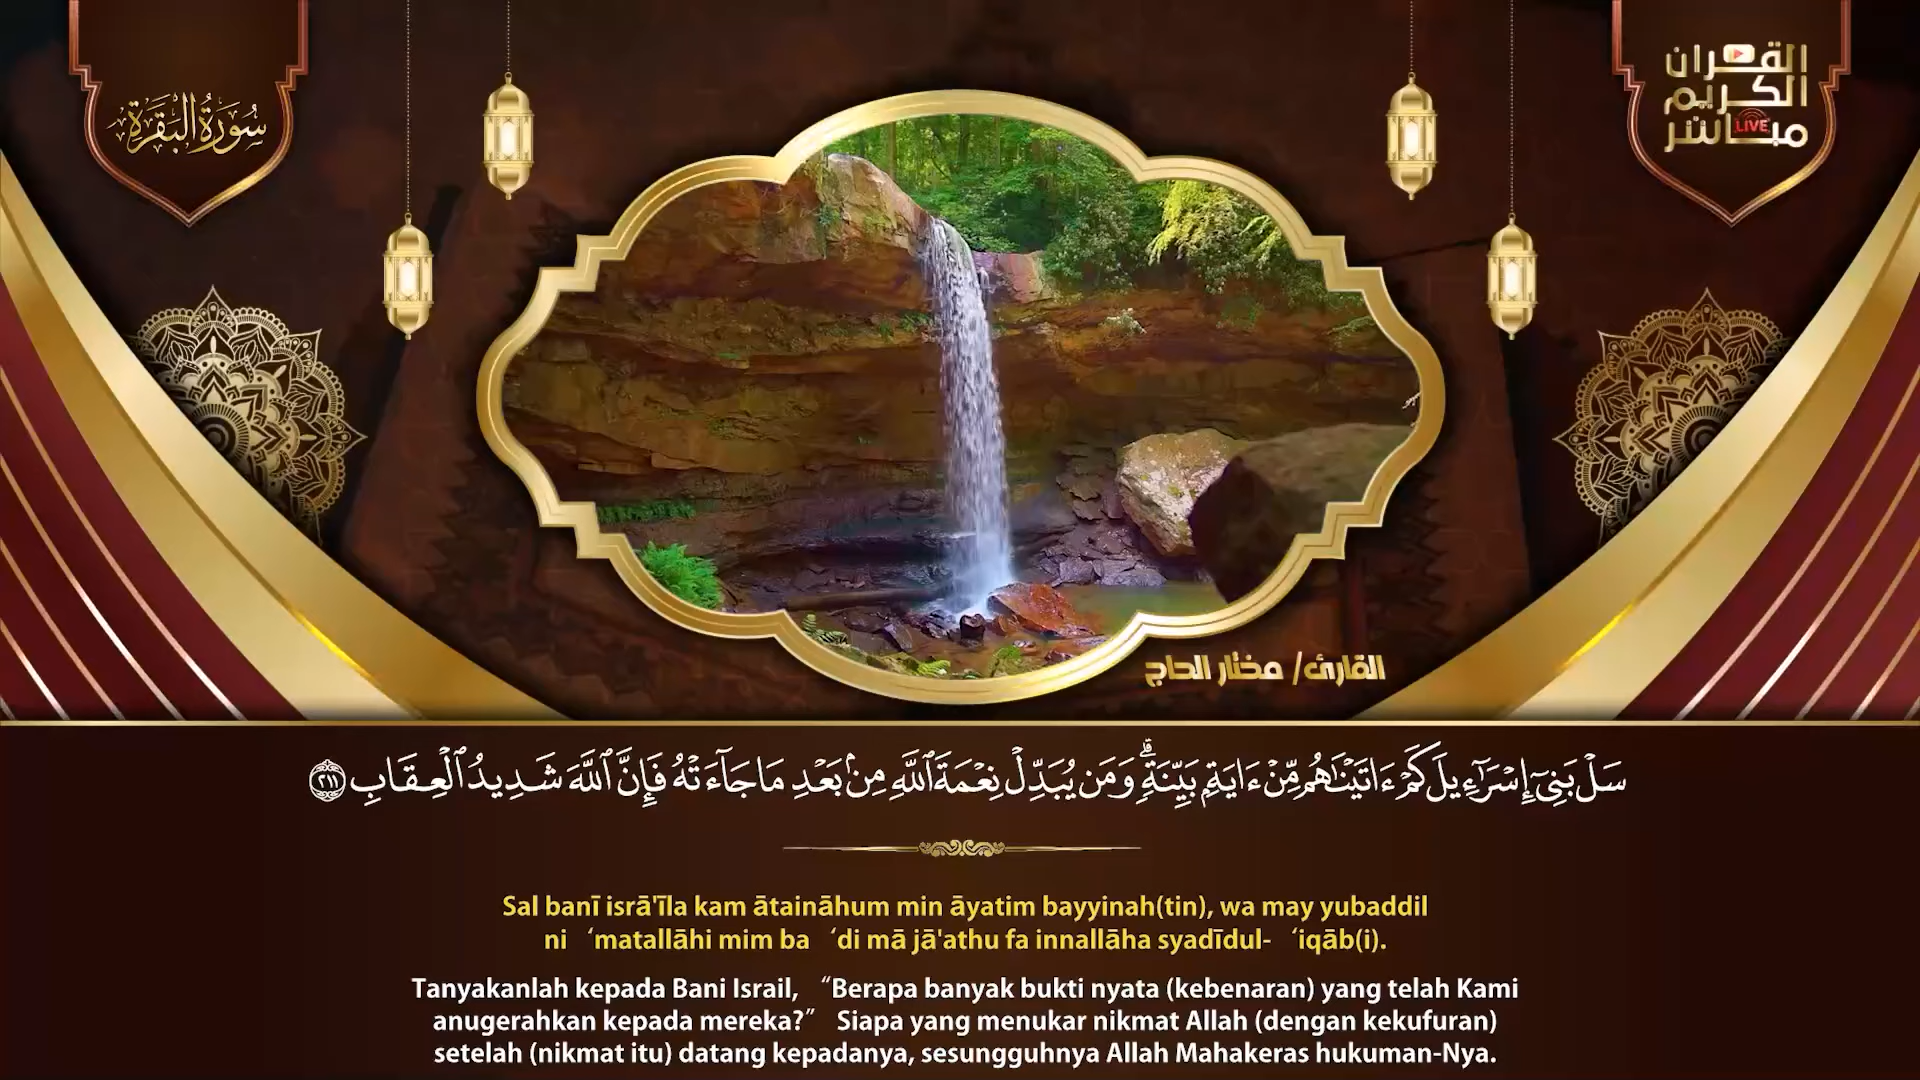 سُورَةُ البَقَرَة
القرآن
الكريم
LIVE
مباشر
القارئ/ مختار الحاج
سَلْ بَنِىٓ إِسْرَٰٓءِيلَ كَمْ ءَاتَيْنَٰهُم مِّنْ ءَايَةٍۭ بَيِّنَةٍۗ وَمَن يُبَدِّلْ نِعْمَةَ ٱللَّهِ مِنۢ بَعْدِ مَا جَآءَتْهُ فَإِنَّ ٱللَّهَ شَدِيدُ ٱلْعِقَابِ ٢١١
Sal banī isrā'īla kam ātaināhum min āyatim bayyinah(tin), wa may yubaddil
ni ‘matallāhi mim ba ‘di mā jā'athu fa innallāha syadīdul- ‘iqāb(i).
Tanyakanlah kepada Bani Israil, “Berapa banyak bukti nyata (kebenaran) yang telah Kami
anugerahkan kepada mereka?” Siapa yang menukar nikmat Allah (dengan kekufuran)
setelah (nikmat itu) datang kepadanya, sesungguhnya Allah Mahakeras hukuman-Nya.